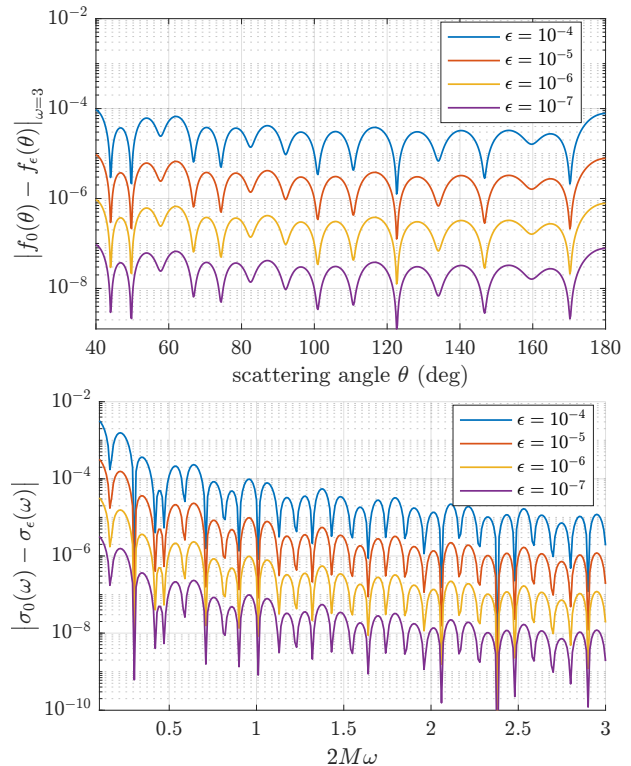 |f₀(θ) − f_ϵ(θ)|_ω=3
10⁻²
10⁻⁴
10⁻⁶
10⁻⁸
ϵ = 10⁻⁴
ϵ = 10⁻⁵
ϵ = 10⁻⁶
ϵ = 10⁻⁷
40 60 80 100 120 140 160 180
scattering angle θ (deg)
|σ₀(ω) − σ_ϵ(ω)|
10⁻²
10⁻⁴
10⁻⁶
10⁻⁸
10⁻¹⁰
ϵ = 10⁻⁴
ϵ = 10⁻⁵
ϵ = 10⁻⁶
ϵ = 10⁻⁷
0.5 1 1.5 2 2.5 3
2Mω